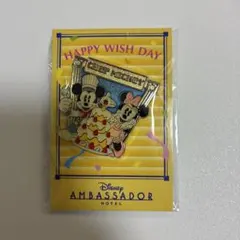 HAPPY WISH DAY
CHEF MICKEY
Disney
AMBASSADOR
HOTEL